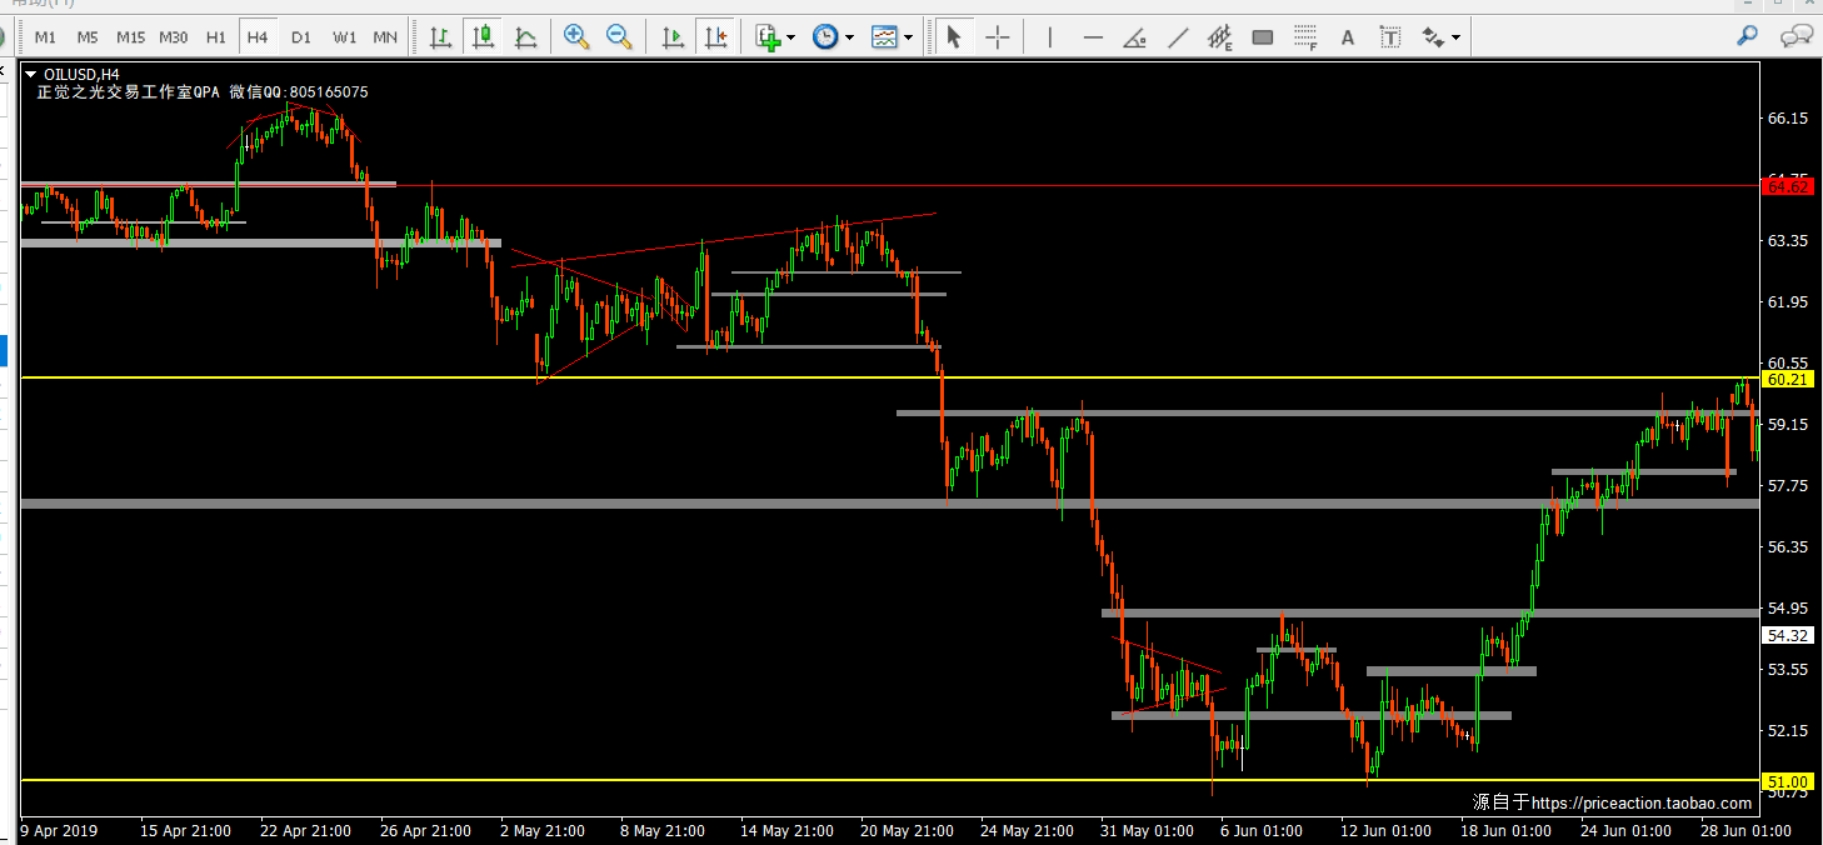 帮助(H)
M1 M5 M15 M30 H1 H4 D1 W1 MN E F A T
OILUSD,H4
正觉之光交易工作室QPA 微信QQ:805165075
66.15
64.75
64.62
63.35
61.95
60.55
60.21
59.15
57.75
56.35
54.95
54.32
53.55
52.15
51.00
50.75
源自于https://priceaction.taobao.com
9 Apr 2019 15 Apr 21:00 22 Apr 21:00 26 Apr 21:00 2 May 21:00 8 May 21:00 14 May 21:00 20 May 21:00 24 May 21:00 31 May 01:00 6 Jun 01:00 12 Jun 01:00 18 Jun 01:00 24 Jun 01:00 28 Jun 01:00